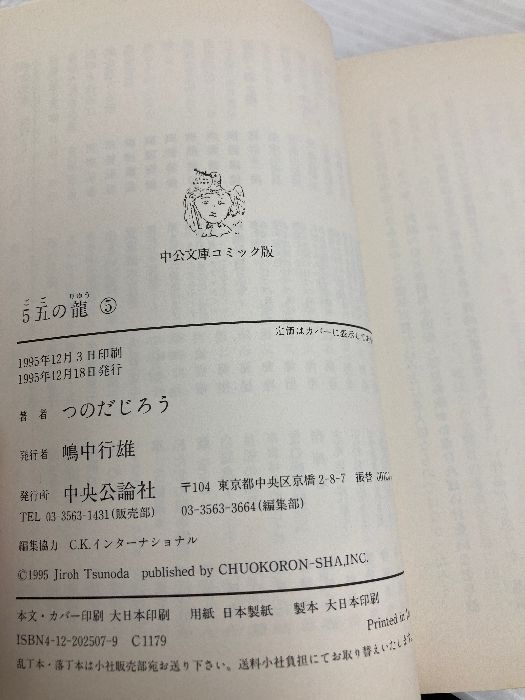 中公文庫コミック版
ごご りゅう
5五の龍 ⑤
定価はカバーに表示して
1995年12月3日印刷
1995年12月18日発行
著者 つのだじろう
発行者 嶋中行雄
発行所 中央公論社 〒104 東京都中央区京橋2-8-7 振替
TEL 03-3563-1431(販売部) 03-3563-3664(編集部)
編集協力 C.K.インターナショナル
©1995 Jiroh Tsunoda published by CHUOKORON-SHA,INC.
本文・カバー印刷 大日本印刷 用紙 日本製紙 製本 大日本印刷
Printed in
ISBN4-12-202507-9 C1179
乱丁本・落丁本は小社販売部宛お送り下さい。送料小社負担にてお取り替えいたします